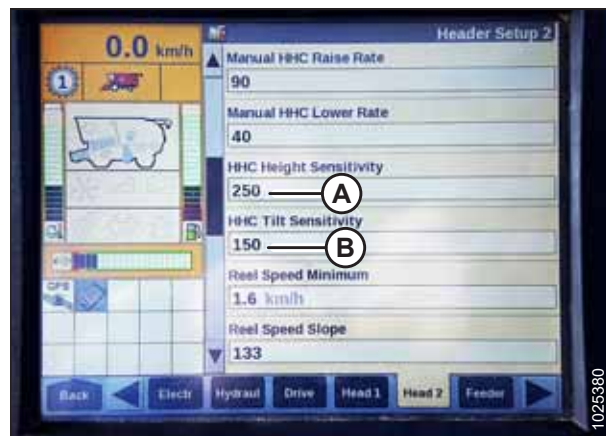 0.0 km/h
Header Setup 2
1
Manual HHC Raise Rate
90
Manual HHC Lower Rate
40
HHC Height Sensitivity
250
A
HHC Tilt Sensitivity
150
B
Reel Speed Minimum
1.6 km/h
GPS
Reel Speed Slope
133
Back
Electr
Hydraul
Drive
Head 1
Head 2
Feeder
1025380